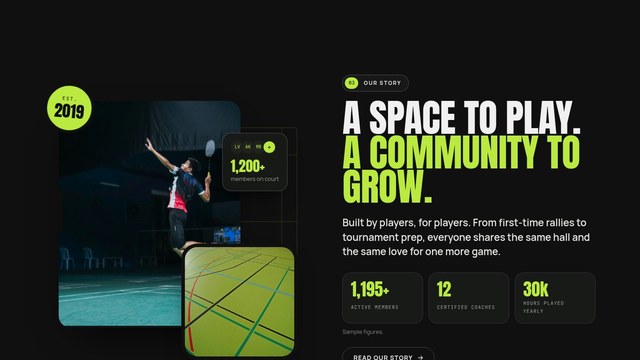 EST.
2019
LV AK MR +
1,200+
members on court
03 OUR STORY
A SPACE TO PLAY.
A COMMUNITY TO
GROW.
Built by players, for players. From first-time rallies to
tournament prep, everyone shares the same hall and
the same love for one more game.
1,195+
ACTIVE MEMBERS
12
CERTIFIED COACHES
30k
HOURS PLAYED
YEARLY
Sample figures.
READ OUR STORY →